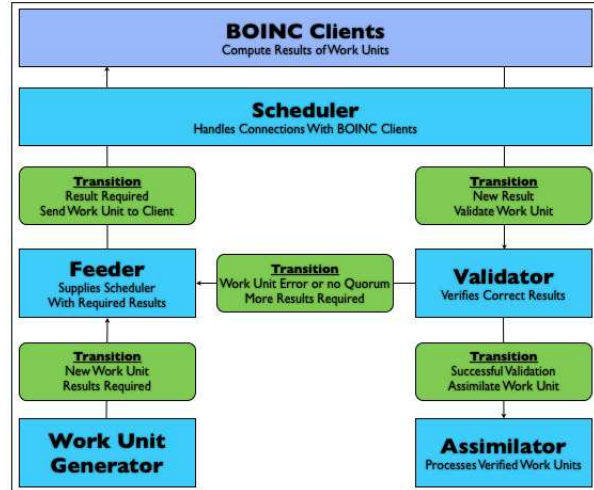 BOINC Clients
Compute Results of Work Units
Scheduler
Handles Connections With BOINC Clients
Transition
Result Required
Send Work Unit to Client
Transition
New Result
Validate Work Unit
Feeder
Supplies Scheduler
With Required Results
Transition
Work Unit Error or no Quorum
More Results Required
Validator
Verifies Correct Results
Transition
New Work Unit
Results Required
Transition
Successful Validation
Assimilate Work Unit
Work Unit
Generator
Assimilator
Processes Verified Work Units